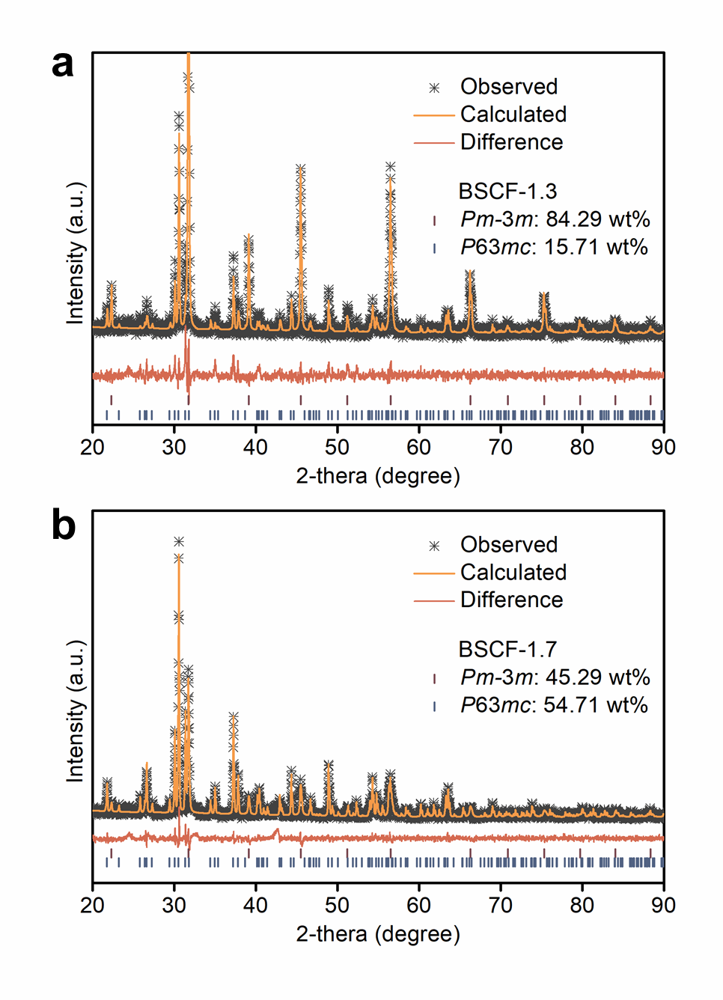 a
Observed
Calculated
Difference
BSCF-1.3
Pm-3m: 84.29 wt%
P63mc: 15.71 wt%
Intensity (a.u.)
20 30 40 50 60 70 80 90
2-thera (degree)
b
Observed
Calculated
Difference
BSCF-1.7
Pm-3m: 45.29 wt%
P63mc: 54.71 wt%
Intensity (a.u.)
20 30 40 50 60 70 80 90
2-thera (degree)